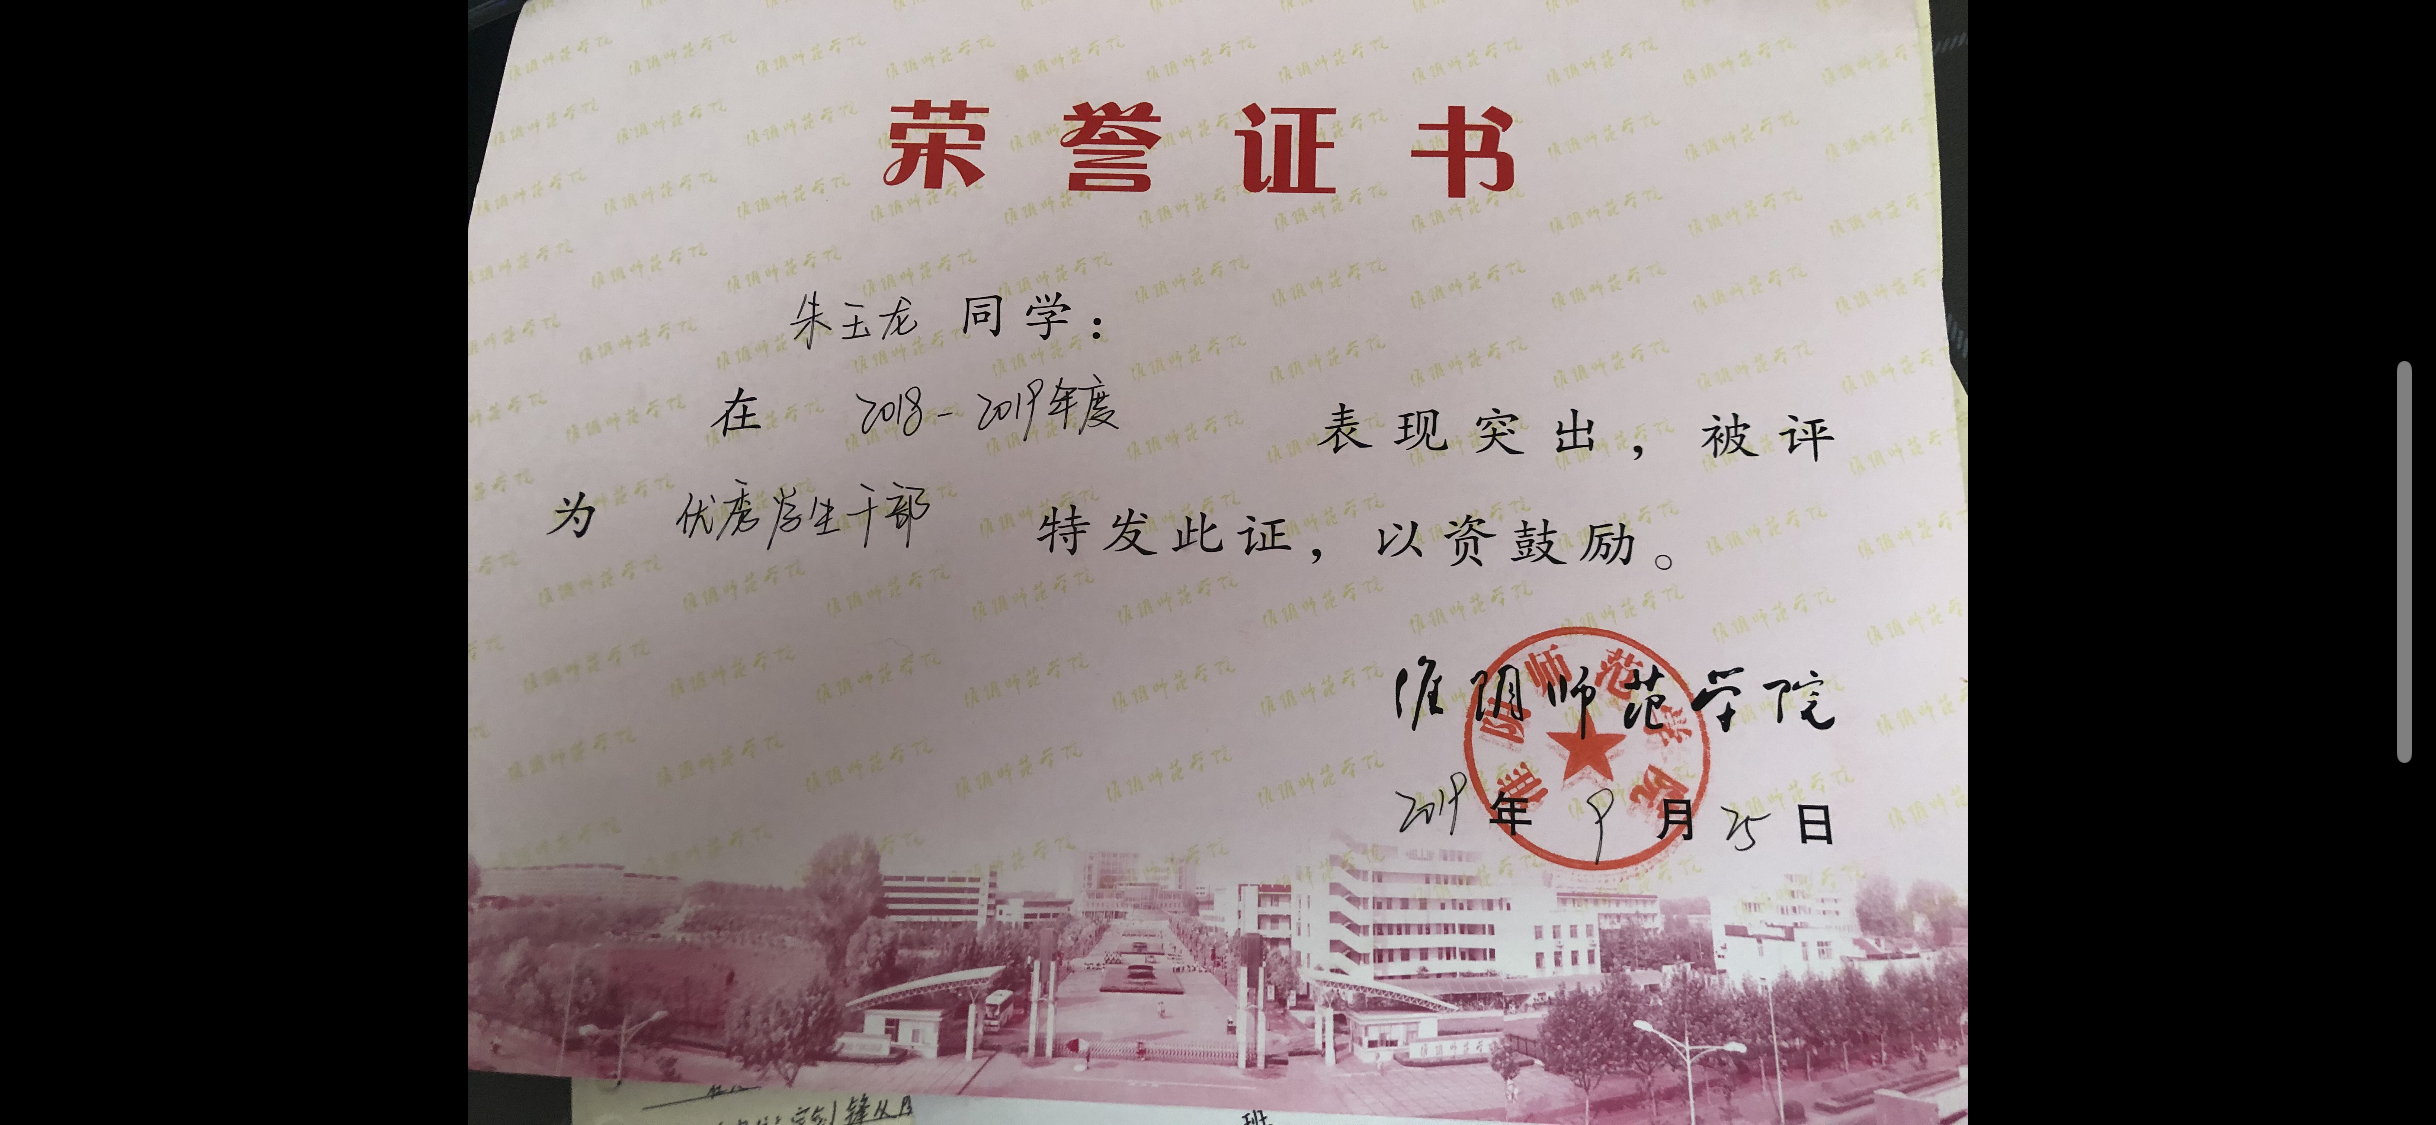 荣誉证书
朱玉龙 同学：
在 2018-2019年度 表现突出，被评
为 优秀学生干部 特发此证，以资鼓励。
淮阴师范学院
淮阴师范学院
2019 年 9 月 25 日
班